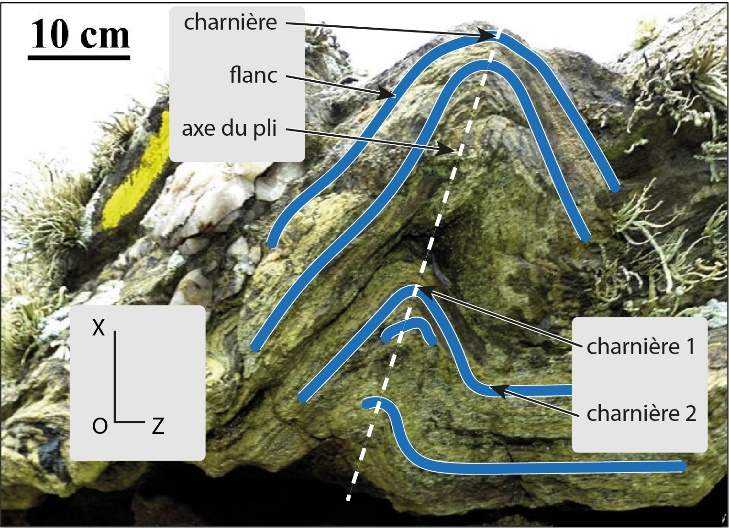 10 cm
charnière
flanc
axe du pli
charnière 1
charnière 2
X
O Z